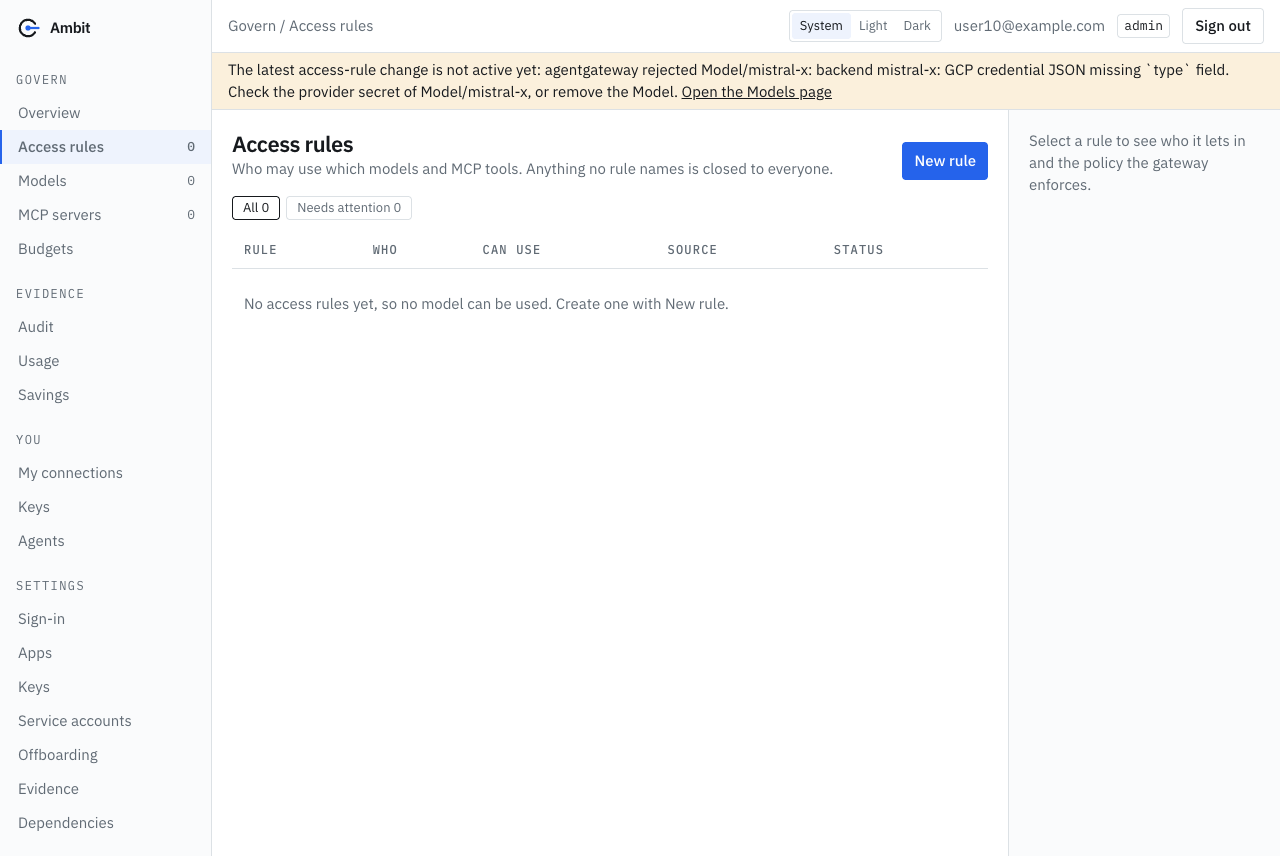 Ambit
GOVERN
Overview
Access rules 0
Models 0
MCP servers 0
Budgets
EVIDENCE
Audit
Usage
Savings
YOU
My connections
Keys
Agents
SETTINGS
Sign-in
Apps
Keys
Service accounts
Offboarding
Evidence
Dependencies
Govern / Access rules
System Light Dark
user10@example.com
admin
Sign out
The latest access-rule change is not active yet: agentgateway rejected Model/mistral-x: backend mistral-x: GCP credential JSON missing `type` field.
Check the provider secret of Model/mistral-x, or remove the Model. Open the Models page
Access rules
Who may use which models and MCP tools. Anything no rule names is closed to everyone.
New rule
All 0 Needs attention 0
RULE WHO CAN USE SOURCE STATUS
No access rules yet, so no model can be used. Create one with New rule.
Select a rule to see who it lets in
and the policy the gateway
enforces.